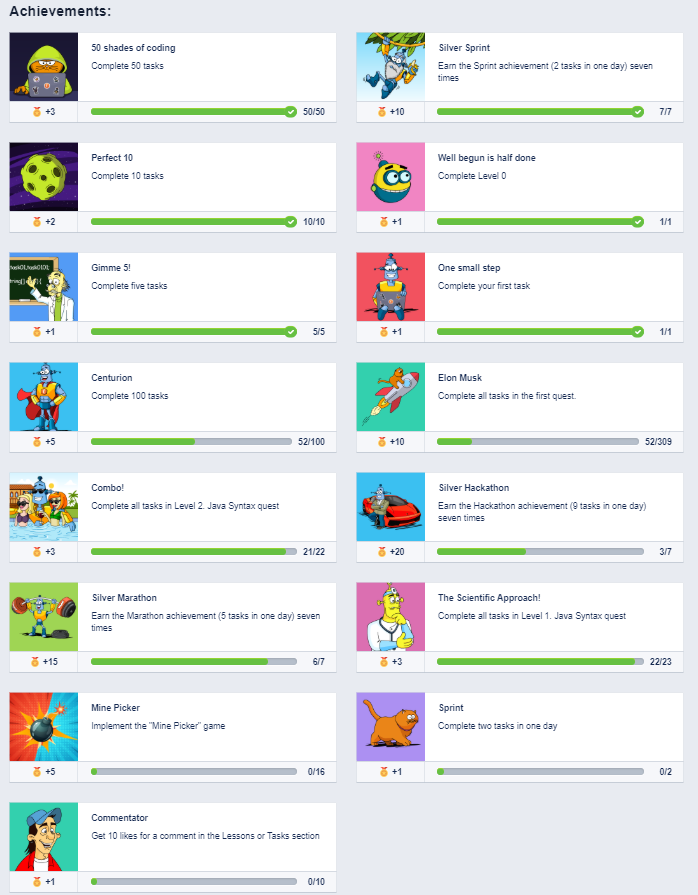 Achievements:
50 shades of coding
Complete 50 tasks
+3
50/50
Silver Sprint
Earn the Sprint achievement (2 tasks in one day) seven
times
+10
7/7
Perfect 10
Complete 10 tasks
+2
10/10
Well begun is half done
Complete Level 0
+1
1/1
Gimme 5!
Complete five tasks
+1
5/5
One small step
Complete your first task
+1
1/1
Centurion
Complete 100 tasks
+5
52/100
Elon Musk
Complete all tasks in the first quest.
+10
52/309
Combo!
Complete all tasks in Level 2. Java Syntax quest
+3
21/22
Silver Hackathon
Earn the Hackathon achievement (9 tasks in one day)
seven times
+20
3/7
Silver Marathon
Earn the Marathon achievement (5 tasks in one day) seven
times
+15
6/7
The Scientific Approach!
Complete all tasks in Level 1. Java Syntax quest
+3
22/23
Mine Picker
Implement the "Mine Picker" game
+5
0/16
Sprint
Complete two tasks in one day
+1
0/2
Commentator
Get 10 likes for a comment in the Lessons or Tasks section
+1
0/10